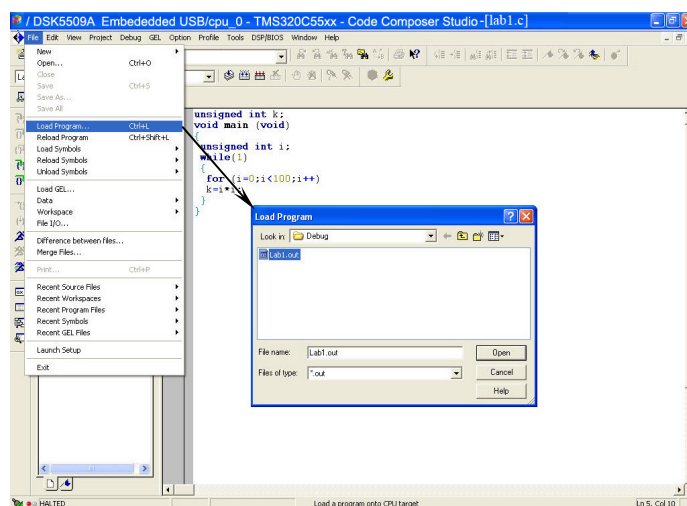 / DSK5509A Embededded USB/cpu_0 - TMS320C55xx - Code Composer Studio-[lab1.c]
File Edit View Project Debug GEL Option Profile Tools DSP/BIOS Window Help
New
Open... Ctrl+O
Close
Save Ctrl+S
Save As...
Save All
Load Program... Ctrl+L
Reload Program Ctrl+Shift+L
Load Symbols
Reload Symbols
Unload Symbols
Load GEL...
Data
Workspace
File I/O...
Difference between files...
Merge Files...
Print... Ctrl+P
Recent Source Files
Recent Workspaces
Recent Program Files
Recent Symbols
Recent GEL Files
Launch Setup
Exit
unsigned int k;
void main (void)
{
unsigned int i;
while(1)
{
for (i=0;i<100;i++)
k=i*i;
}
}
Load Program
Look in: Debug
Lab1.out
File name: Lab1.out Open
Files of type: *.out Cancel
Help
HALTED Load a program onto CPU target Ln 5, Col 10